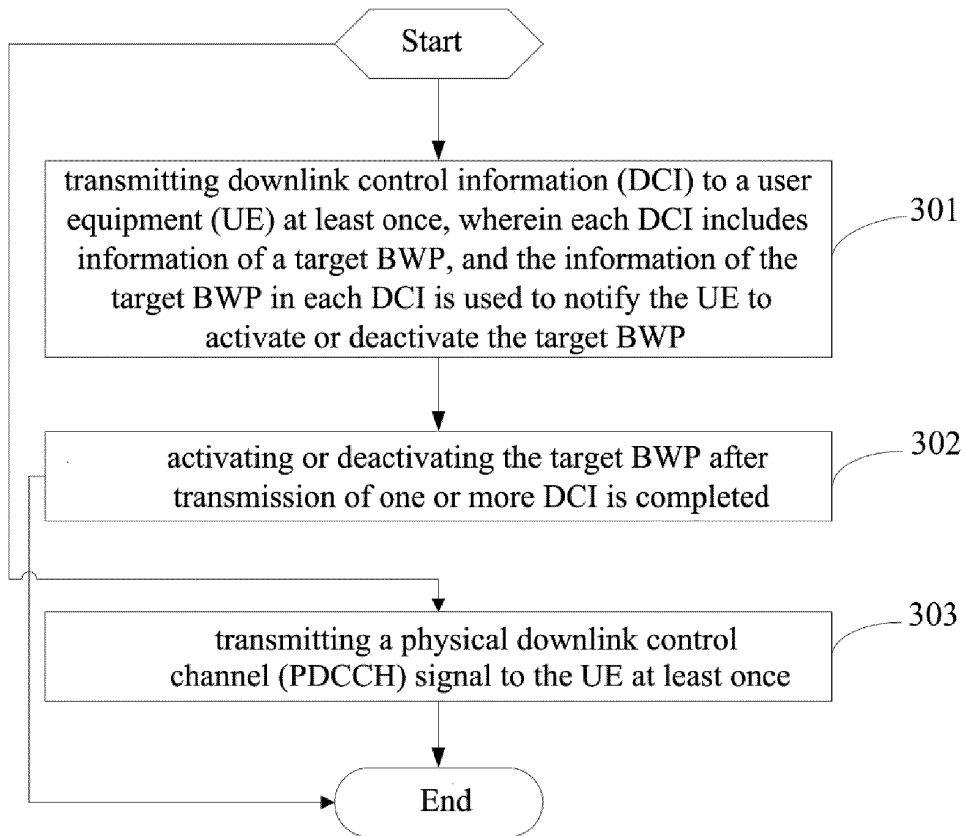 Start
transmitting downlink control information (DCI) to a user
equipment (UE) at least once, wherein each DCI includes
information of a target BWP, and the information of the
target BWP in each DCI is used to notify the UE to
activate or deactivate the target BWP
301
activating or deactivating the target BWP after
transmission of one or more DCI is completed
302
transmitting a physical downlink control
channel (PDCCH) signal to the UE at least once
303
End